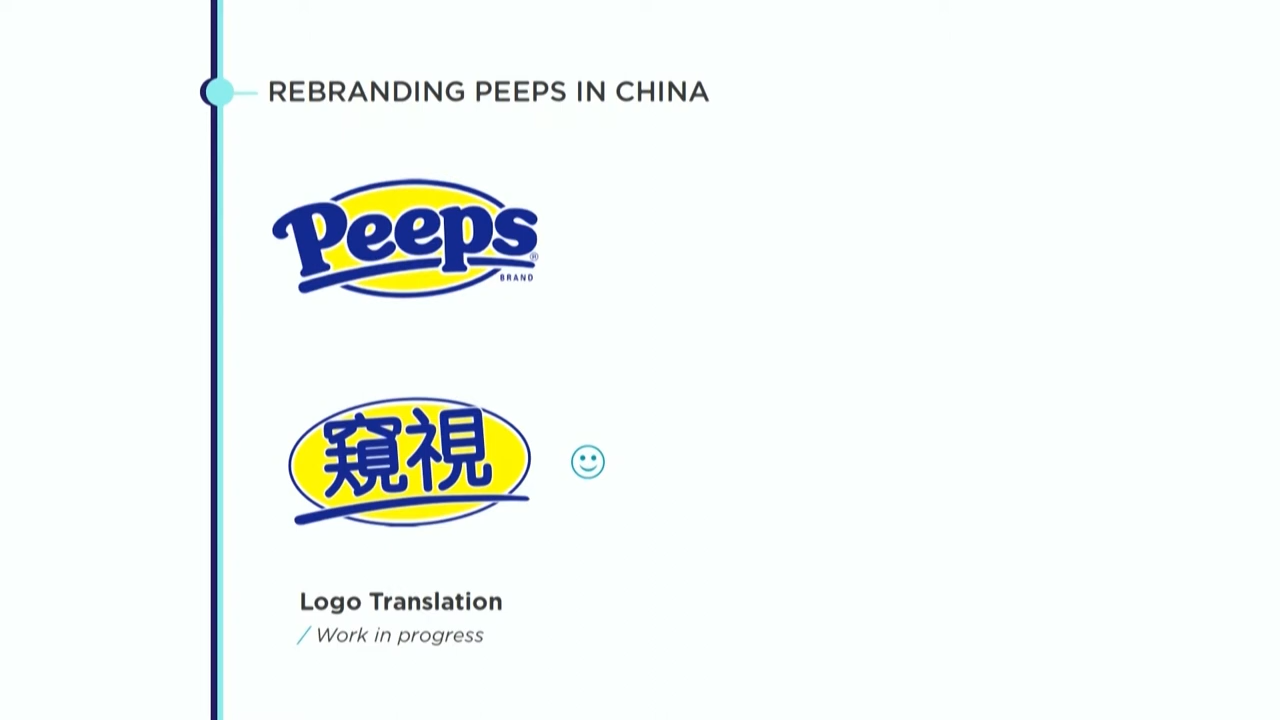 REBRANDING PEEPS IN CHINA
Peeps®
BRAND
窺視
Logo Translation
/ Work in progress